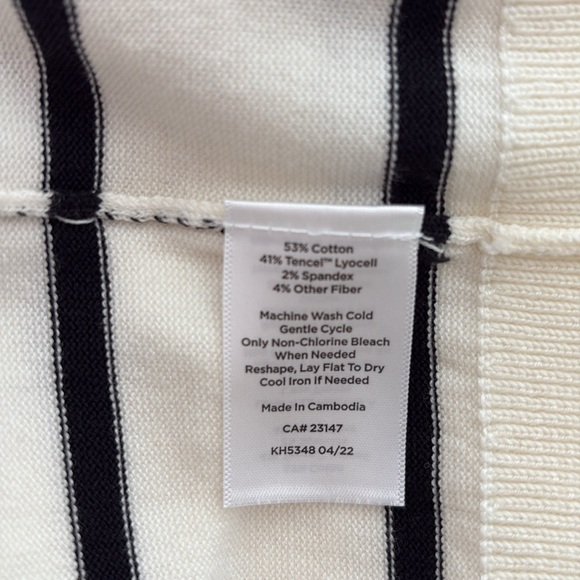 53% Cotton
41% Tencel™ Lyocell
2% Spandex
4% Other Fiber
Machine Wash Cold
Gentle Cycle
Only Non-Chlorine Bleach
When Needed
Reshape, Lay Flat To Dry
Cool Iron If Needed
Made In Cambodia
CA# 23147
KH5348 04/22